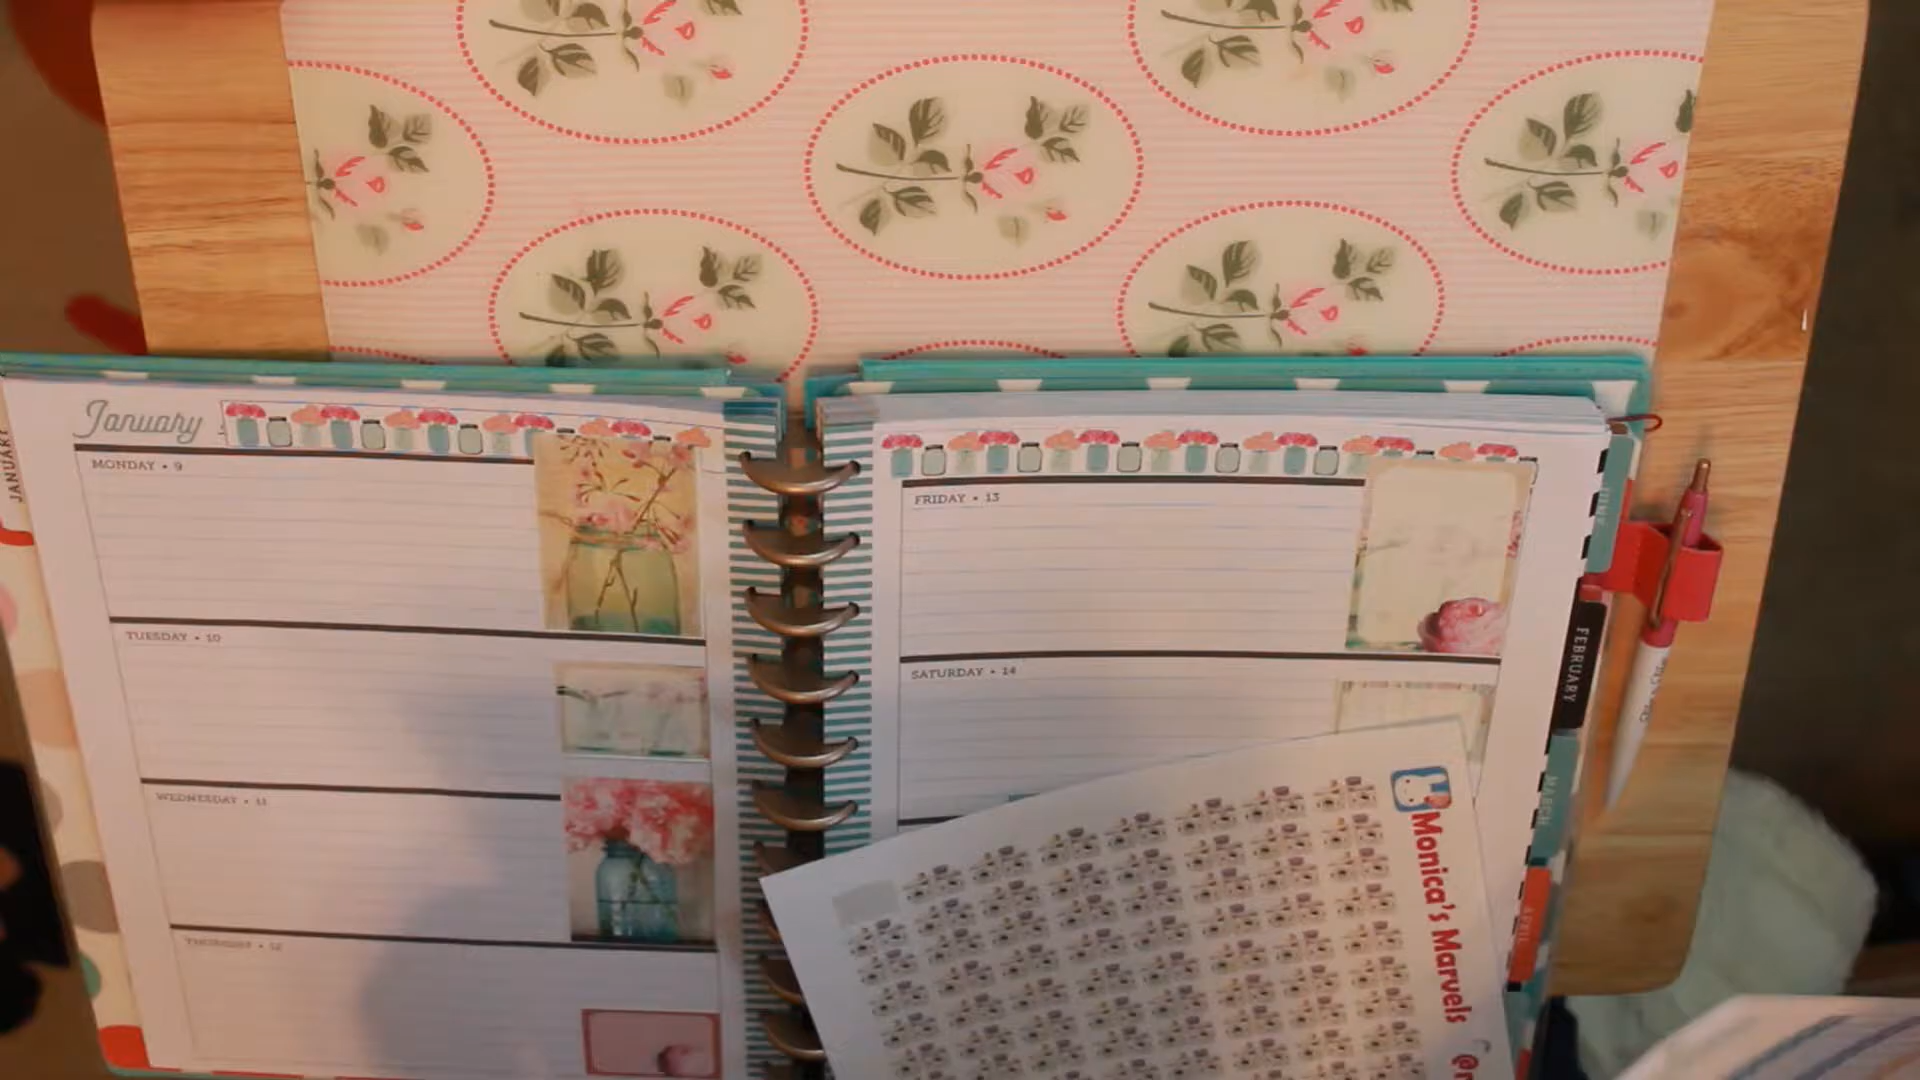 January
JANUARY
MONDAY • 9
TUESDAY • 10
WEDNESDAY • 11
THURSDAY • 12
FRIDAY • 13
SATURDAY • 14
JUNE
FEBRUARY
MARCH
APRIL
Monica's Marvels